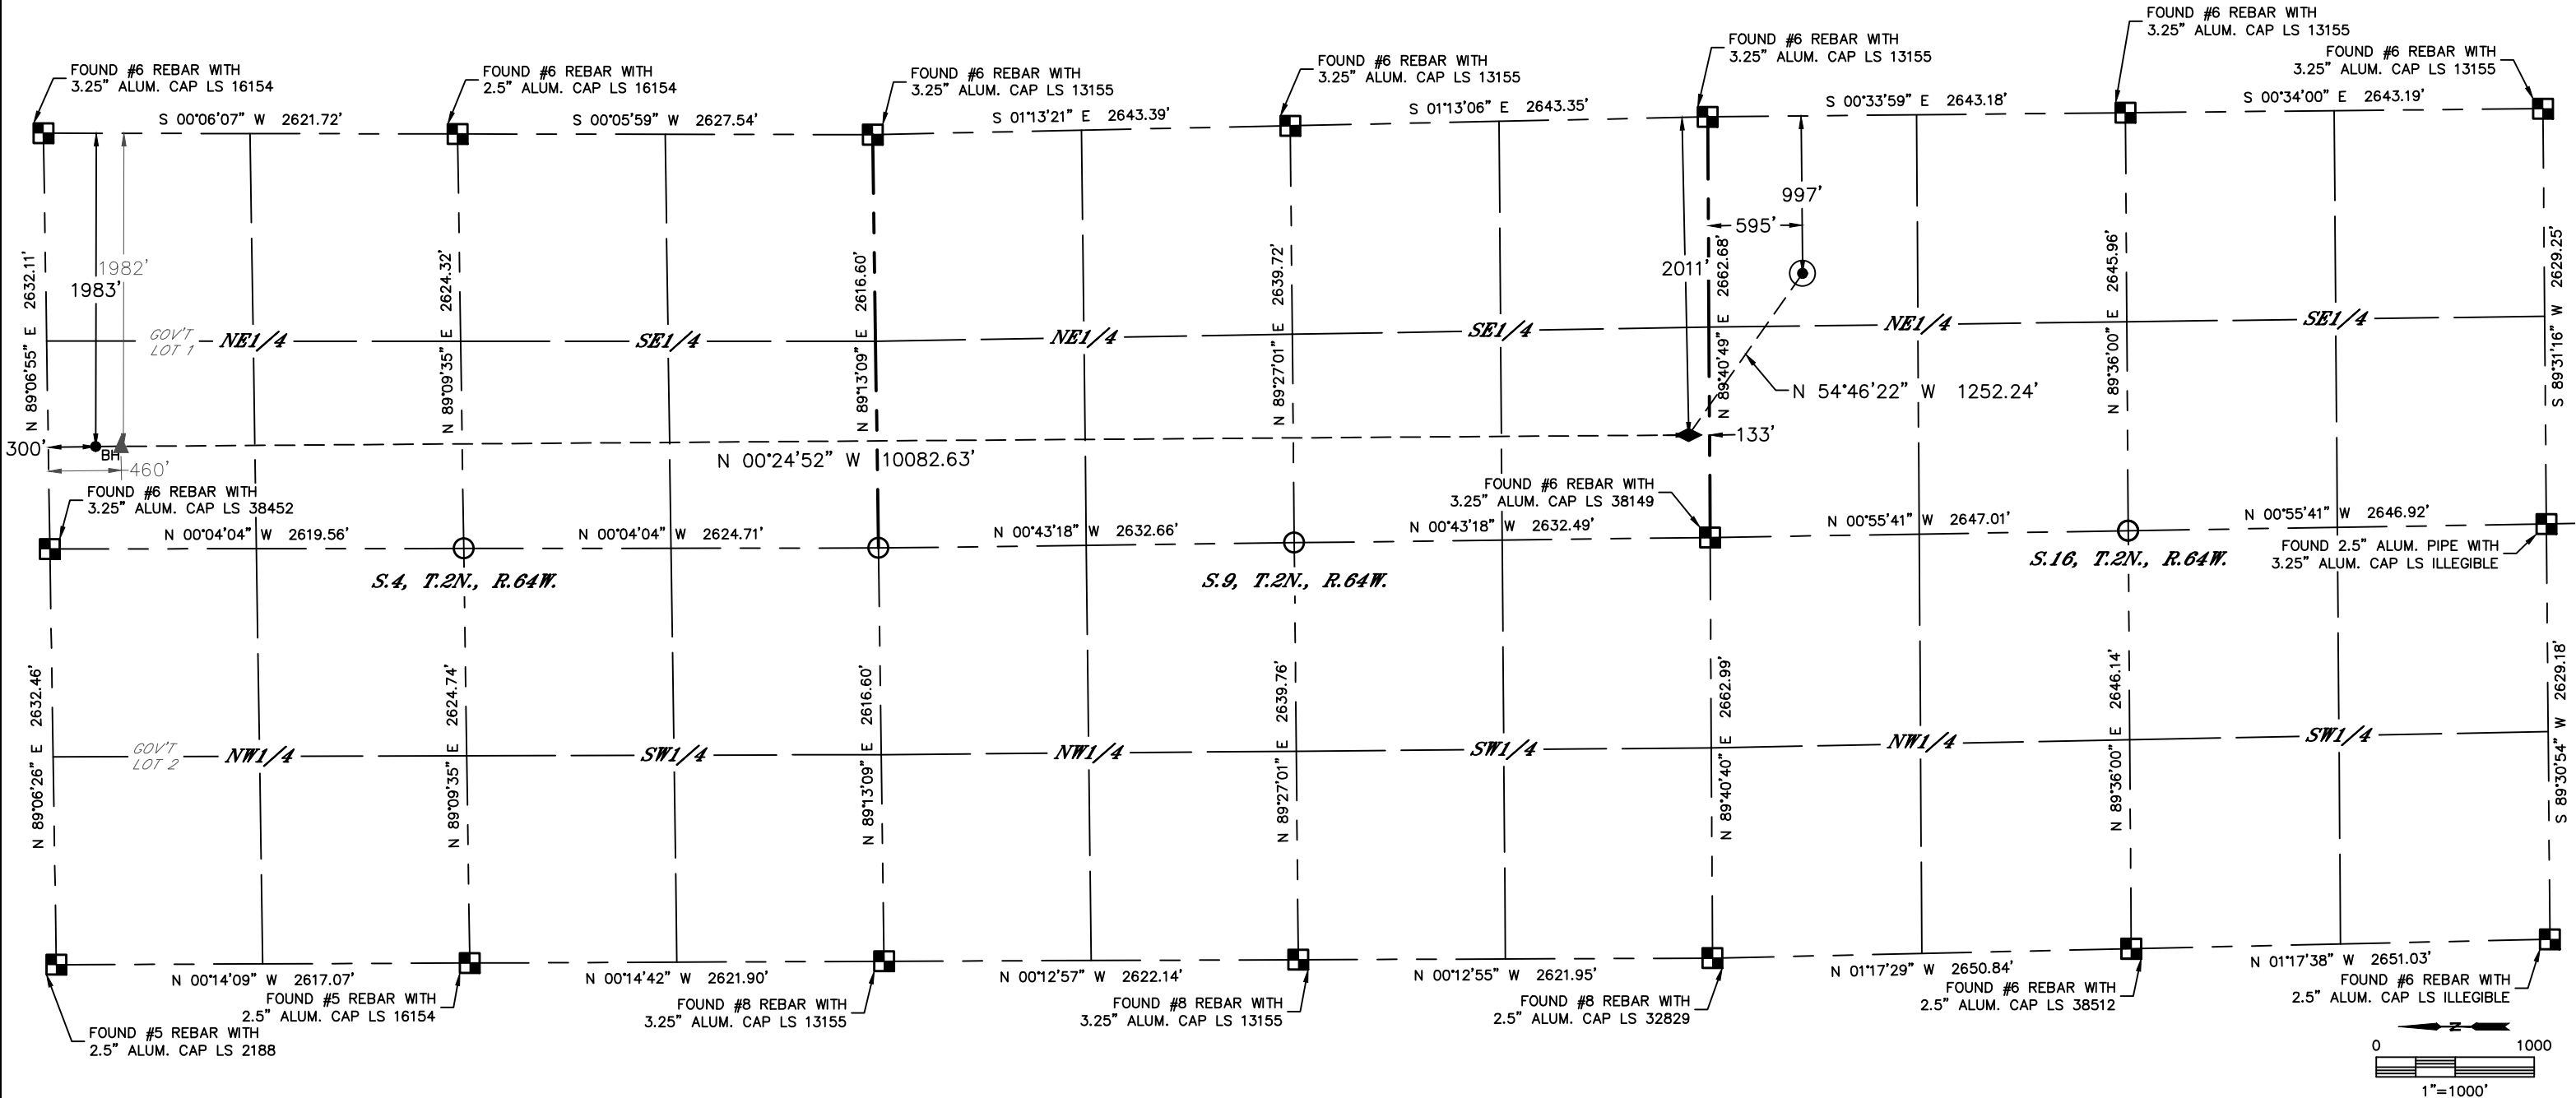 FOUND #6 REBAR WITH
3.25" ALUM. CAP LS 16154
FOUND #6 REBAR WITH
2.5" ALUM. CAP LS 16154
FOUND #6 REBAR WITH
3.25" ALUM. CAP LS 13155
FOUND #6 REBAR WITH
3.25" ALUM. CAP LS 13155
FOUND #6 REBAR WITH
3.25" ALUM. CAP LS 13155
FOUND #6 REBAR WITH
3.25" ALUM. CAP LS 13155
FOUND #6 REBAR WITH
3.25" ALUM. CAP LS 13155
S 00°06'07" W 2621.72'
S 00°05'59" W 2627.54'
S 01°13'21" E 2643.39'
S 01°13'06" E 2643.35'
S 00°33'59" E 2643.18'
S 00°34'00" E 2643.19'
N 89°06'55" E 2632.11'
1982'
1983'
N 89°09'35" E 2624.32'
N 89°13'09" E 2616.60'
N 89°27'01" E 2639.72'
2011'
N 89°40'49" E 2662.68'
595'
997'
N 89°36'00" E 2645.96'
S 89°31'16" W 2629.25'
GOV'T
LOT 1
NE1/4
SE1/4
NE1/4
SE1/4
NE1/4
SE1/4
N 54°46'22" W 1252.24'
300'
BH
460'
N 00°24'52" W 10082.63'
133'
FOUND #6 REBAR WITH
3.25" ALUM. CAP LS 38452
FOUND #6 REBAR WITH
3.25" ALUM. CAP LS 38149
N 00°04'04" W 2619.56'
N 00°04'04" W 2624.71'
N 00°43'18" W 2632.66'
N 00°43'18" W 2632.49'
N 00°55'41" W 2647.01'
N 00°55'41" W 2646.92'
FOUND 2.5" ALUM. PIPE WITH
3.25" ALUM. CAP LS ILLEGIBLE
S.4, T.2N., R.64W.
S.9, T.2N., R.64W.
S.16, T.2N., R.64W.
N 89°06'26" E 2632.46'
N 89°09'35" E 2624.74'
N 89°13'09" E 2616.60'
N 89°27'01" E 2639.76'
N 89°40'40" E 2662.99'
N 89°36'00" E 2646.14'
S 89°30'54" W 2629.18'
GOV'T
LOT 2
NW1/4
SW1/4
NW1/4
SW1/4
NW1/4
SW1/4
N 00°14'09" W 2617.07'
N 00°14'42" W 2621.90'
N 00°12'57" W 2622.14'
N 00°12'55" W 2621.95'
N 01°17'29" W 2650.84'
N 01°17'38" W 2651.03'
FOUND #5 REBAR WITH
2.5" ALUM. CAP LS 2188
FOUND #5 REBAR WITH
2.5" ALUM. CAP LS 16154
FOUND #8 REBAR WITH
3.25" ALUM. CAP LS 13155
FOUND #8 REBAR WITH
3.25" ALUM. CAP LS 13155
FOUND #8 REBAR WITH
2.5" ALUM. CAP LS 32829
FOUND #6 REBAR WITH
2.5" ALUM. CAP LS 38512
FOUND #6 REBAR WITH
2.5" ALUM. CAP LS ILLEGIBLE
N
0 1000
1"=1000'